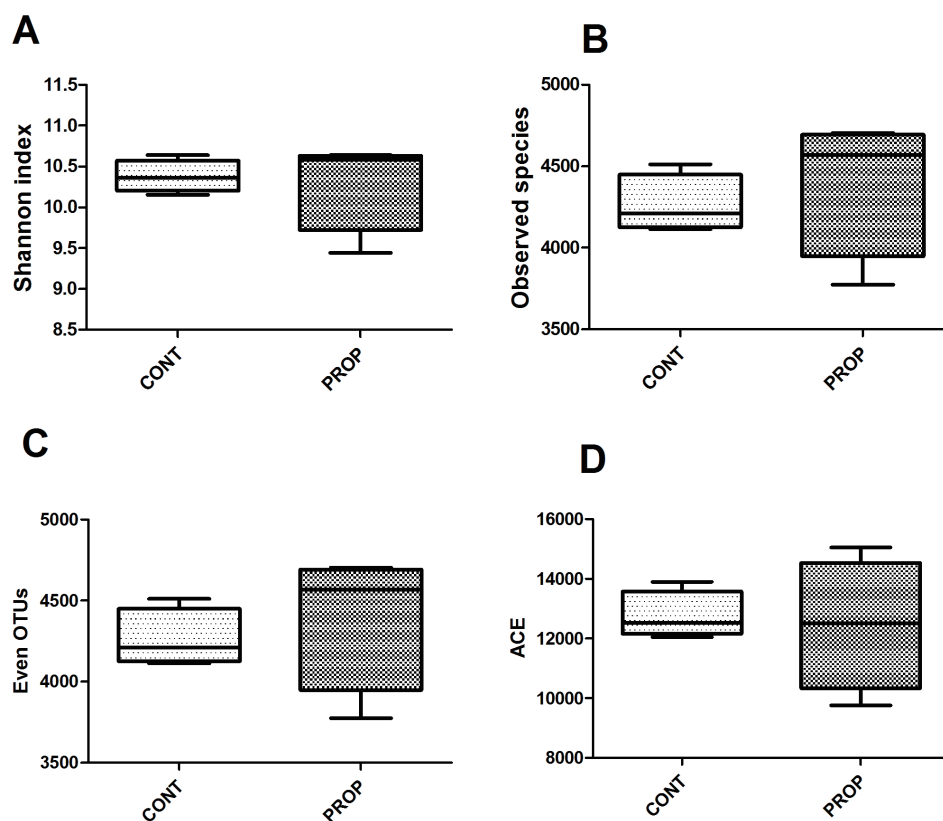 A
Shannon index
11.5
11.0
10.5
10.0
9.5
9.0
8.5
CONT
PROP
B
Observed species
5000
4500
4000
3500
CONT
PROP
C
Even OTUs
5000
4500
4000
3500
CONT
PROP
D
ACE
16000
14000
12000
10000
8000
CONT
PROP